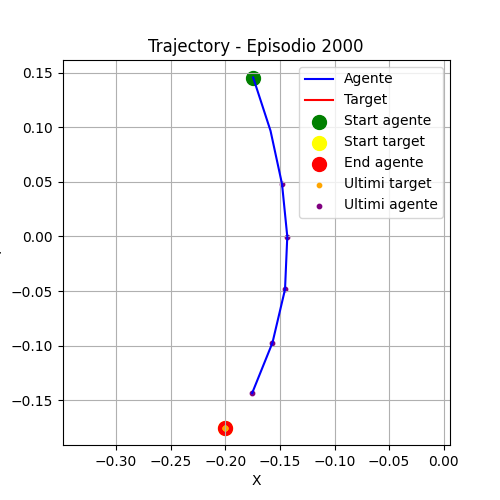 Trajectory - Episodio 2000
Agente
Target
Start agente
Start target
End agente
Ultimi target
Ultimi agente
0.15
0.10
0.05
0.00
−0.05
−0.10
−0.15
−0.30
−0.25
−0.20
−0.15
−0.10
−0.05
0.00
X